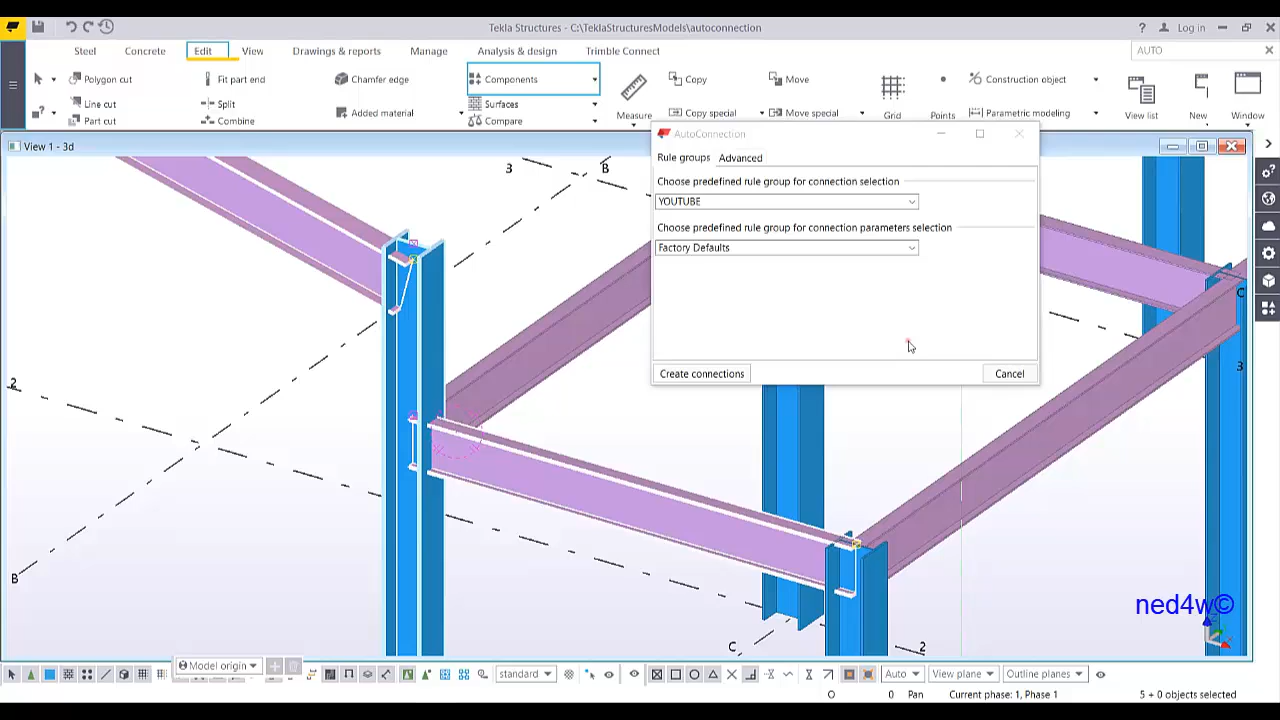 Tekla Structures - C:\TeklaStructuresModels\autoconnection
? Log in
Steel Concrete Edit View Drawings & reports Manage Analysis & design Trimble Connect AUTO
Polygon cut Fit part end Chamfer edge Components Copy Move Construction object
Line cut Split Added material Surfaces Measure Copy special Move special Grid Points Parametric modeling View list New Window
Part cut Combine Compare
AutoConnection
View 1 - 3d
Rule groups Advanced
Choose predefined rule group for connection selection
YOUTUBE
Choose predefined rule group for connection parameters selection
Factory Defaults
Create connections Cancel
3 B
C
3
2
B
C 2
ned4w©
Model origin standard Auto View plane Outline planes
O 0 Pan Current phase: 1, Phase 1 5 + 0 objects selected